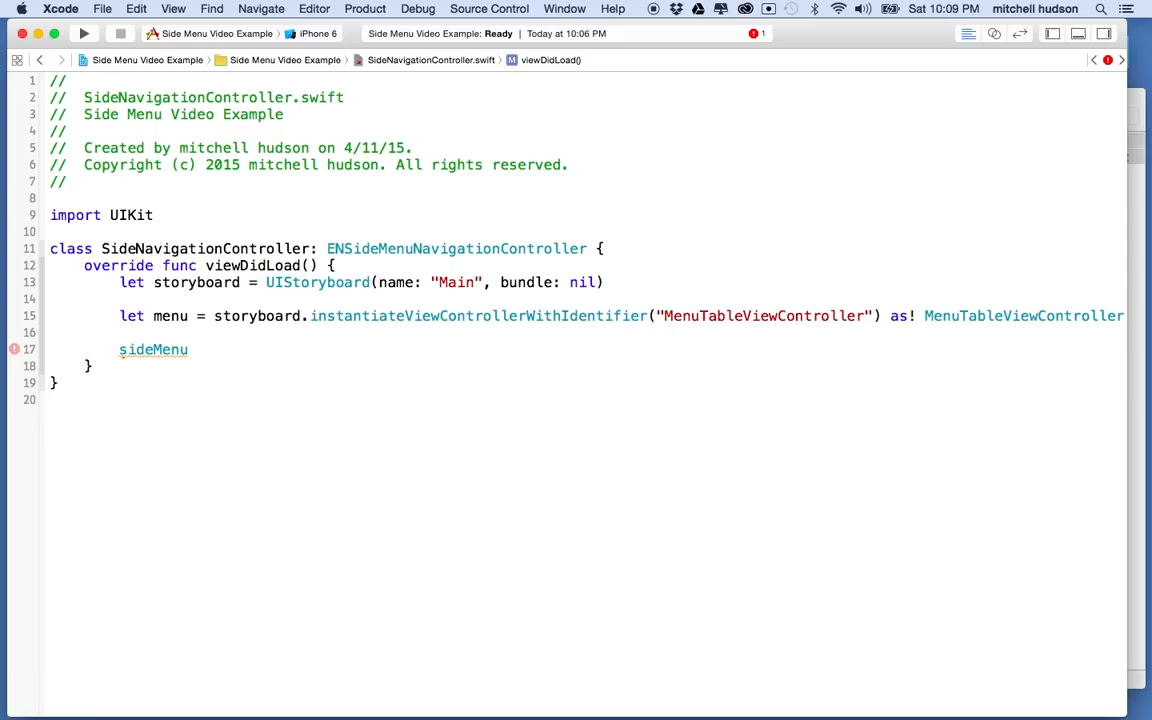 Xcode File Edit View Find Navigate Editor Product Debug Source Control Window Help Sat 10:09 PM mitchell hudson
Side Menu Video Example › iPhone 6 Side Menu Video Example: Ready | Today at 10:06 PM 1
Side Menu Video Example › Side Menu Video Example › SideNavigationController.swift › M viewDidLoad()
1 //
2 // SideNavigationController.swift
3 // Side Menu Video Example
4 //
5 // Created by mitchell hudson on 4/11/15.
6 // Copyright (c) 2015 mitchell hudson. All rights reserved.
7 //
8
9 import UIKit
10
11 class SideNavigationController: ENSideMenuNavigationController {
12 override func viewDidLoad() {
13 let storyboard = UIStoryboard(name: "Main", bundle: nil)
14
15 let menu = storyboard.instantiateViewControllerWithIdentifier("MenuTableViewController") as! MenuTableViewController
16
17 sideMenu
18 }
19 }
20